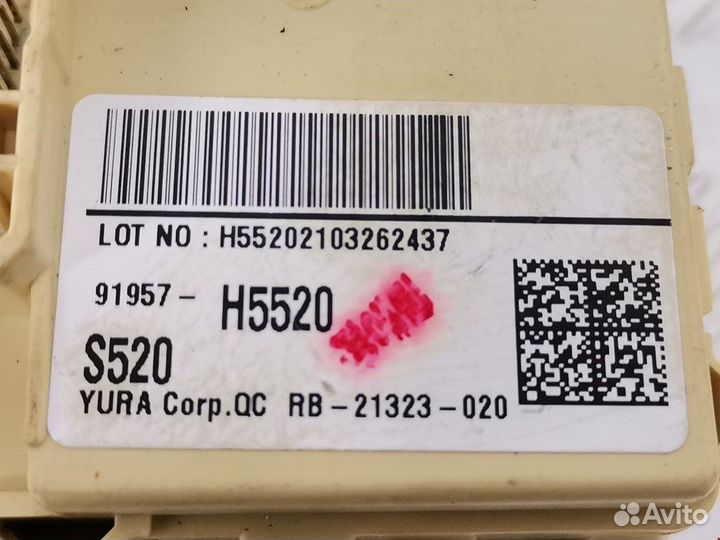 LOT NO : H55202103262437
91957- H5520
S520
YURA Corp.QC RB-21323-020
Avito